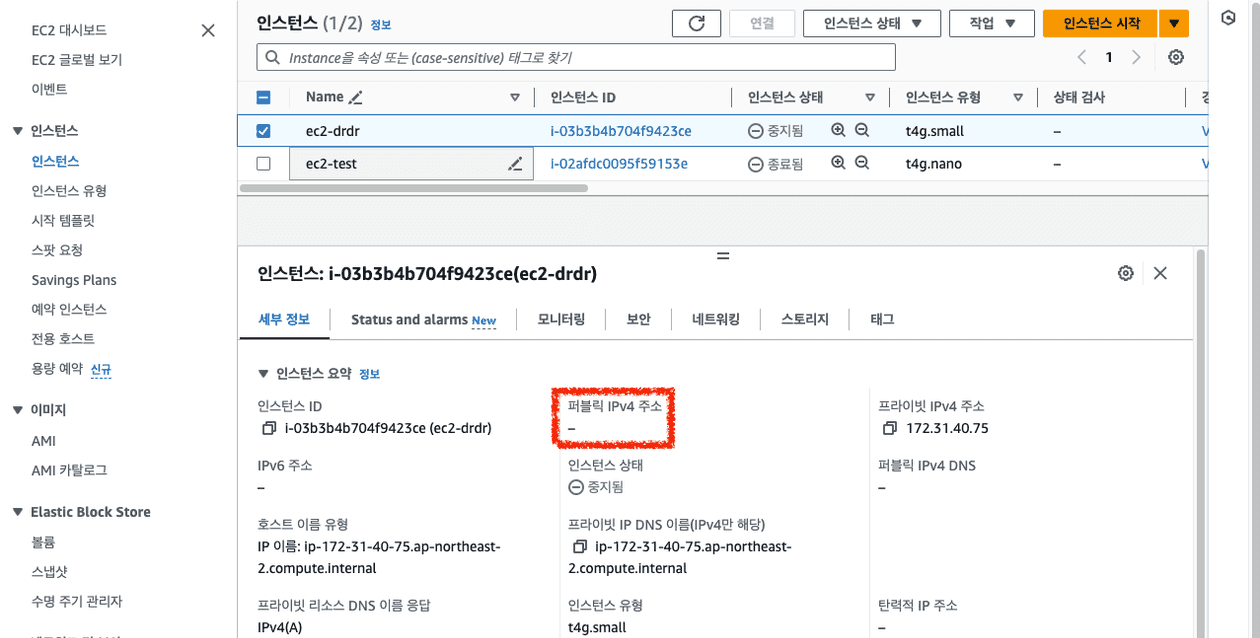 EC2 대시보드
EC2 글로벌 보기
이벤트
인스턴스
인스턴스
인스턴스 유형
시작 템플릿
스팟 요청
Savings Plans
예약 인스턴스
전용 호스트
용량 예약 신규
이미지
AMI
AMI 카탈로그
Elastic Block Store
볼륨
스냅샷
수명 주기 관리자
인스턴스 (1/2) 정보
연결 인스턴스 상태 작업 인스턴스 시작
Instance을 속성 또는 (case-sensitive) 태그로 찾기
1
Name 인스턴스 ID 인스턴스 상태 인스턴스 유형 상태 검사
ec2-drdr i-03b3b4b704f9423ce 중지됨 t4g.small –
ec2-test i-02afdc0095f59153e 종료됨 t4g.nano –
인스턴스: i-03b3b4b704f9423ce(ec2-drdr)
세부 정보 Status and alarms New 모니터링 보안 네트워킹 스토리지 태그
인스턴스 요약 정보
인스턴스 ID 퍼블릭 IPv4 주소 프라이빗 IPv4 주소
i-03b3b4b704f9423ce (ec2-drdr) – 172.31.40.75
IPv6 주소 인스턴스 상태 퍼블릭 IPv4 DNS
– 중지됨 –
호스트 이름 유형 프라이빗 IP DNS 이름(IPv4만 해당)
IP 이름: ip-172-31-40-75.ap-northeast- ip-172-31-40-75.ap-northeast-
2.compute.internal 2.compute.internal
프라이빗 리소스 DNS 이름 응답 인스턴스 유형 탄력적 IP 주소
IPv4(A) t4g.small –